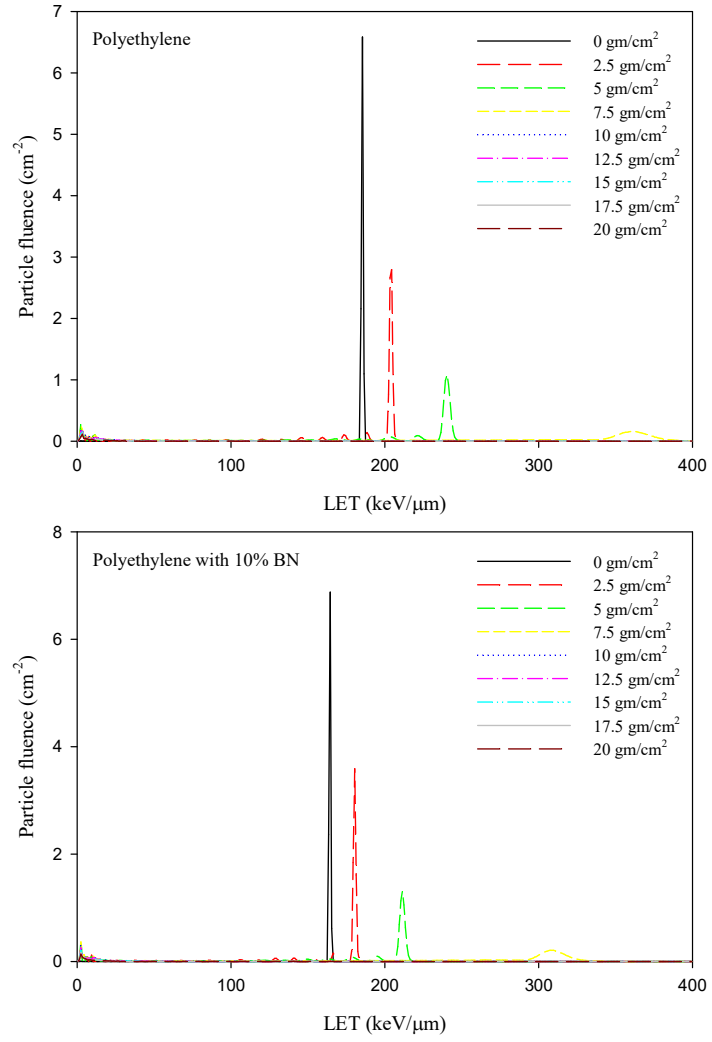 7
6
5
4
3
2
1
0
Particle fluence (cm⁻²)
Polyethylene
0 gm/cm²
2.5 gm/cm²
5 gm/cm²
7.5 gm/cm²
10 gm/cm²
12.5 gm/cm²
15 gm/cm²
17.5 gm/cm²
20 gm/cm²
0 100 200 300 400
LET (keV/μm)
8
6
4
2
0
Particle fluence (cm⁻²)
Polyethylene with 10% BN
0 gm/cm²
2.5 gm/cm²
5 gm/cm²
7.5 gm/cm²
10 gm/cm²
12.5 gm/cm²
15 gm/cm²
17.5 gm/cm²
20 gm/cm²
0 100 200 300 400
LET (keV/μm)